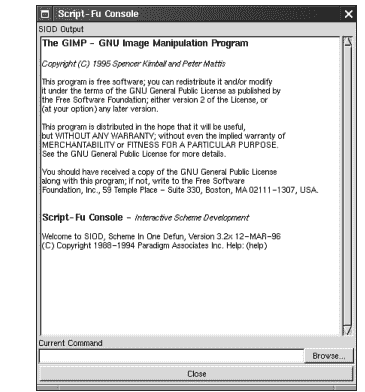 Script-Fu Console
SIOD Output
The GIMP - GNU Image Manipulation Program
Copyright (C) 1995 Spencer Kimball and Peter Mattis
This program is free software; you can redistribute it and/or modify
it under the terms of the GNU General Public License as published by
the Free Software Foundation; either version 2 of the License, or
(at your option) any later version.
This program is distributed in the hope that it will be useful,
but WITHOUT ANY WARRANTY; without even the implied warranty of
MERCHANTABILITY or FITNESS FOR A PARTICULAR PURPOSE.
See the GNU General Public License for more details.
You should have received a copy of the GNU General Public License
along with this program; if not, write to the Free Software
Foundation, Inc., 59 Temple Place - Suite 330, Boston, MA 02111-1307, USA.
Script-Fu Console - Interactive Scheme Development
Welcome to SIOD, Scheme In One Defun, Version 3.2x 12-MAR-96
(C) Copyright 1988-1994 Paradigm Associates Inc. Help: (help)
Current Command
Browse...
Close